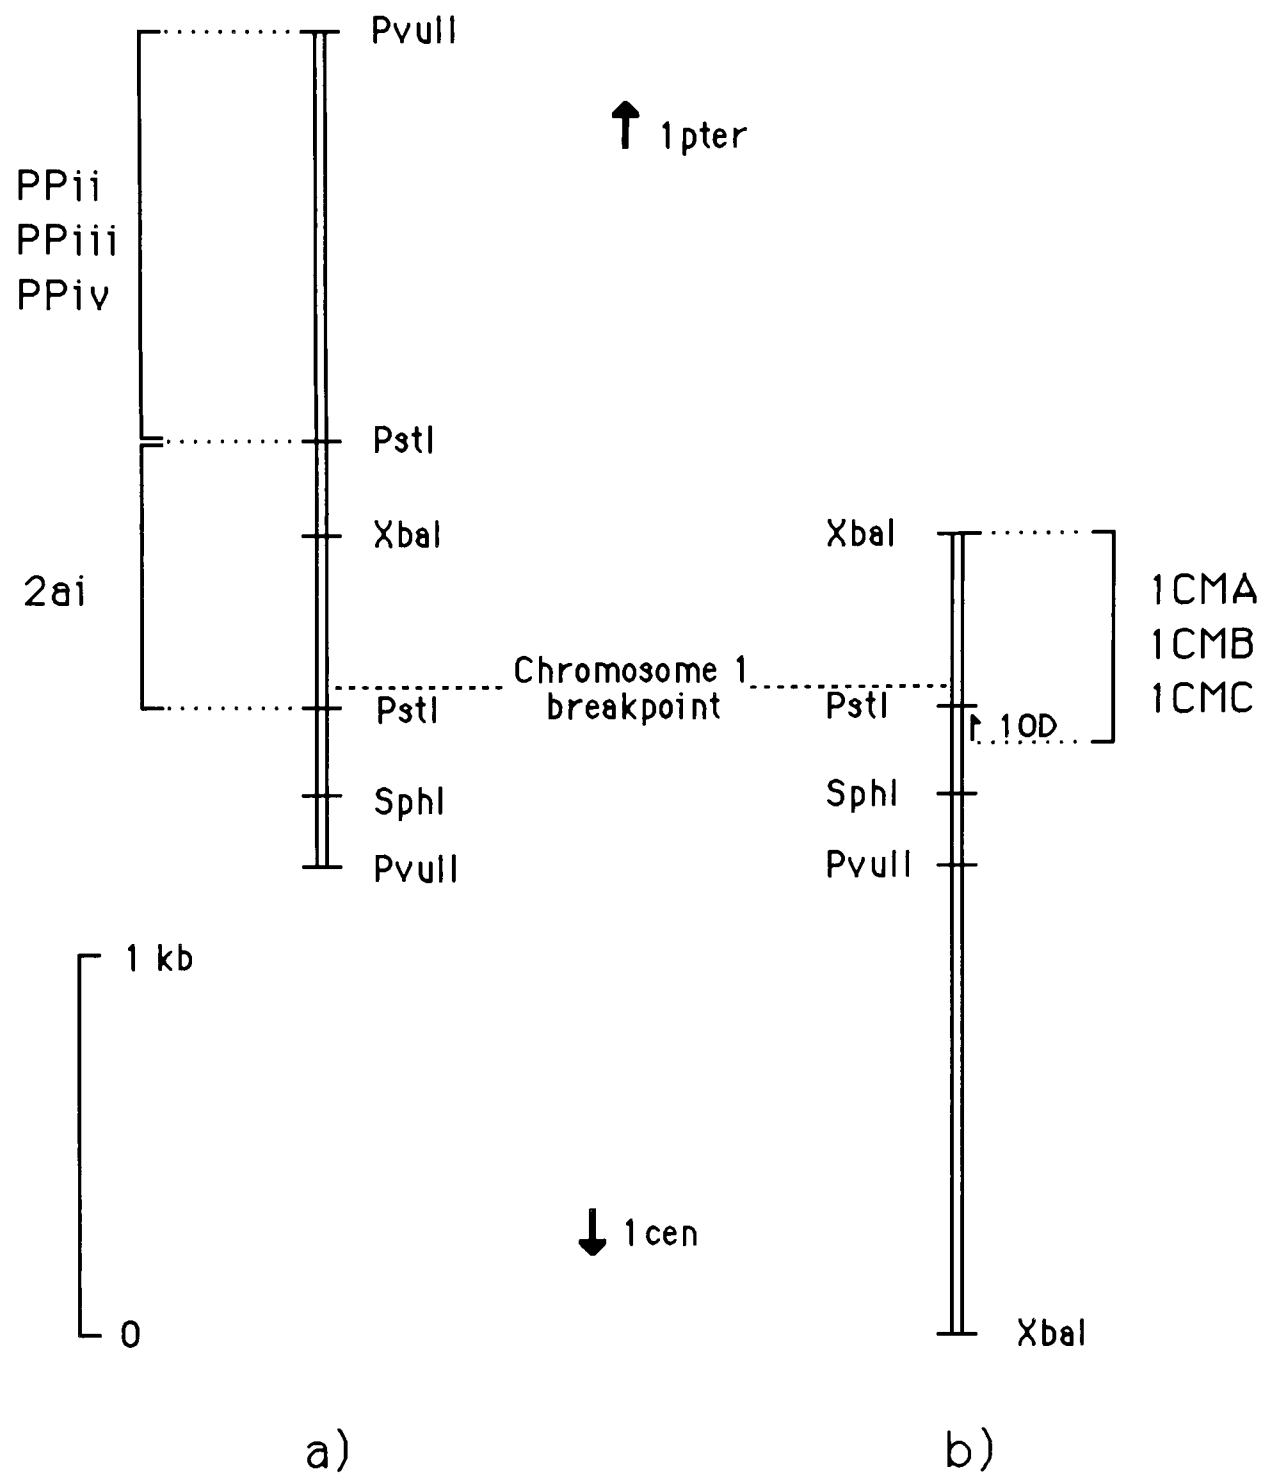 PvuII
1pter
PPii
PPiii
PPiv
PstI
XbaI
XbaI
2ai
1CMA
1CMB
1CMC
Chromosome 1
breakpoint
PstI
PstI
10D
SphI
SphI
PvuII
PvuII
1 kb
1cen
0
XbaI
a)
b)